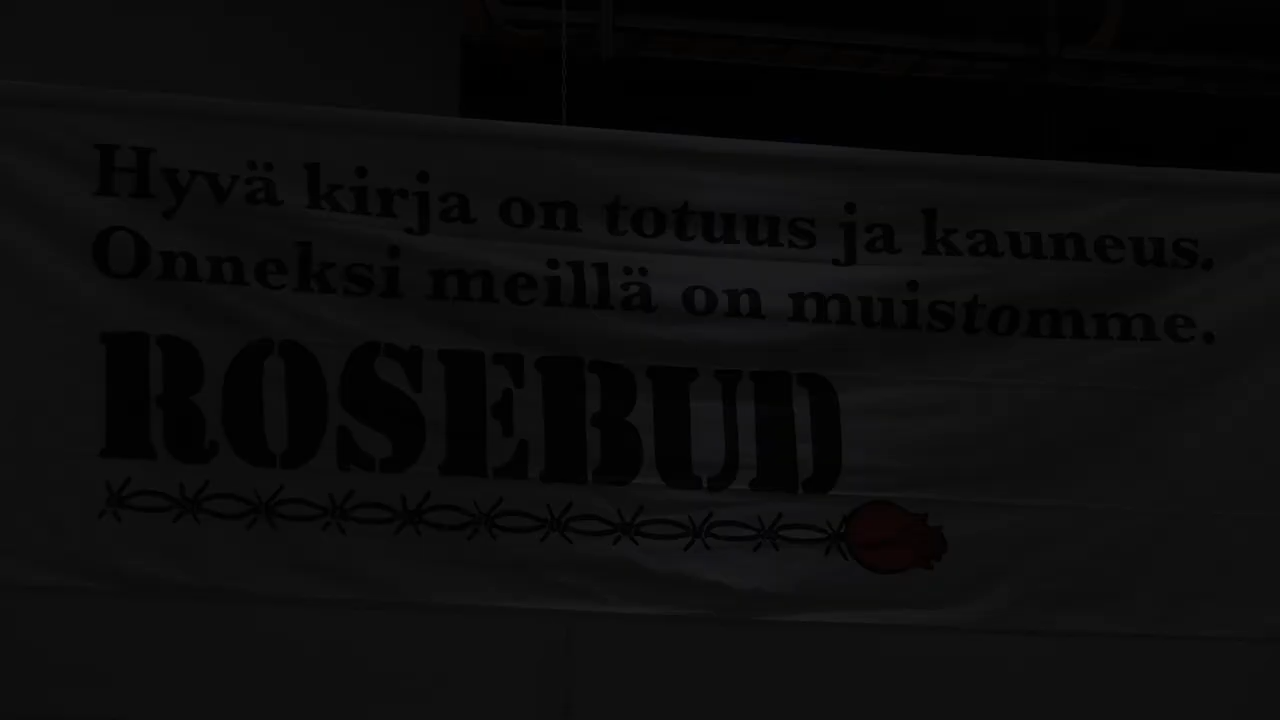 Hyvä kirja on totuus ja kauneus.
Onneksi meillä on muistomme.
ROSEBUD